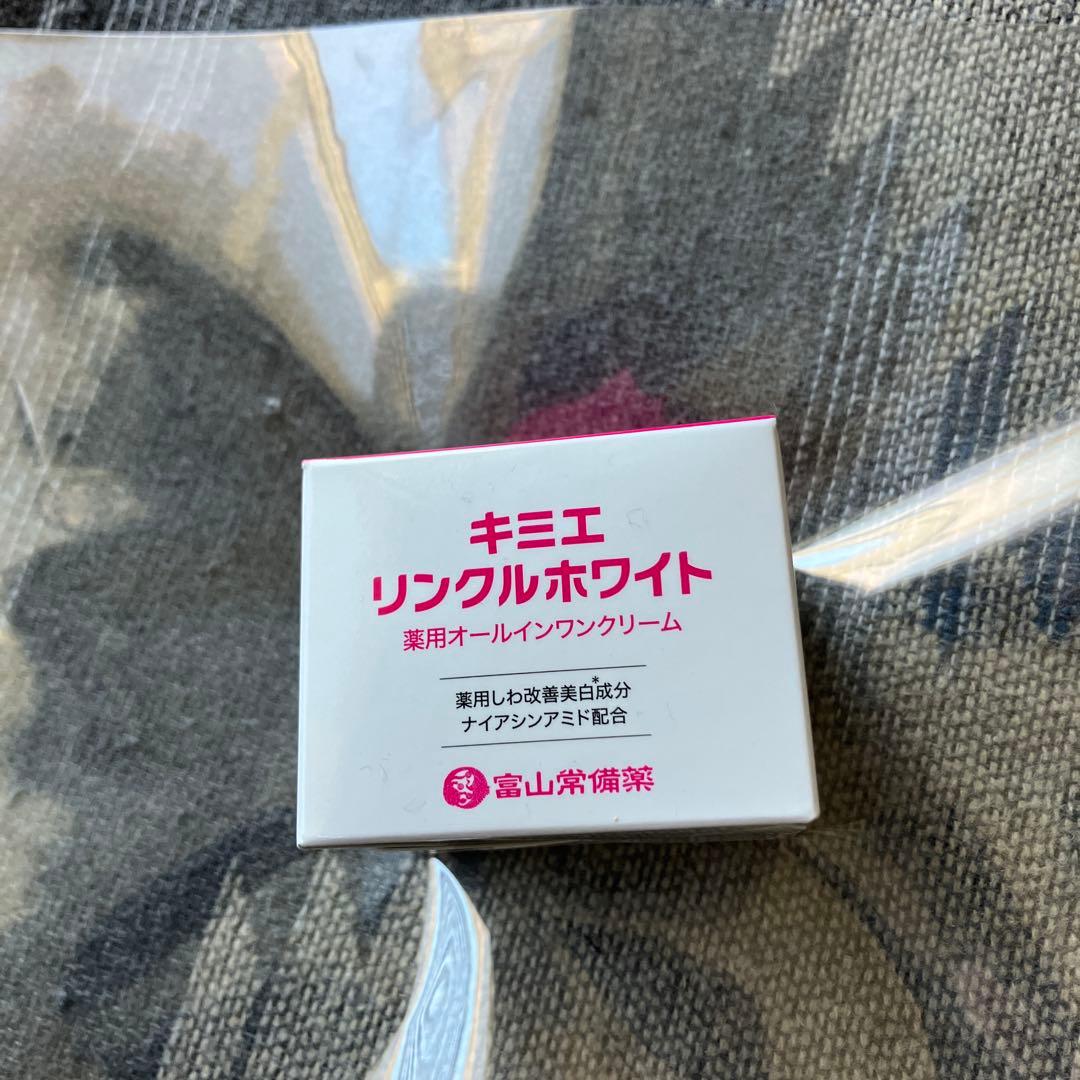 キミエ
リンクルホワイト
薬用オールインワンクリーム
薬用しわ改善美白*成分
ナイアシンアミド配合
富山常備薬